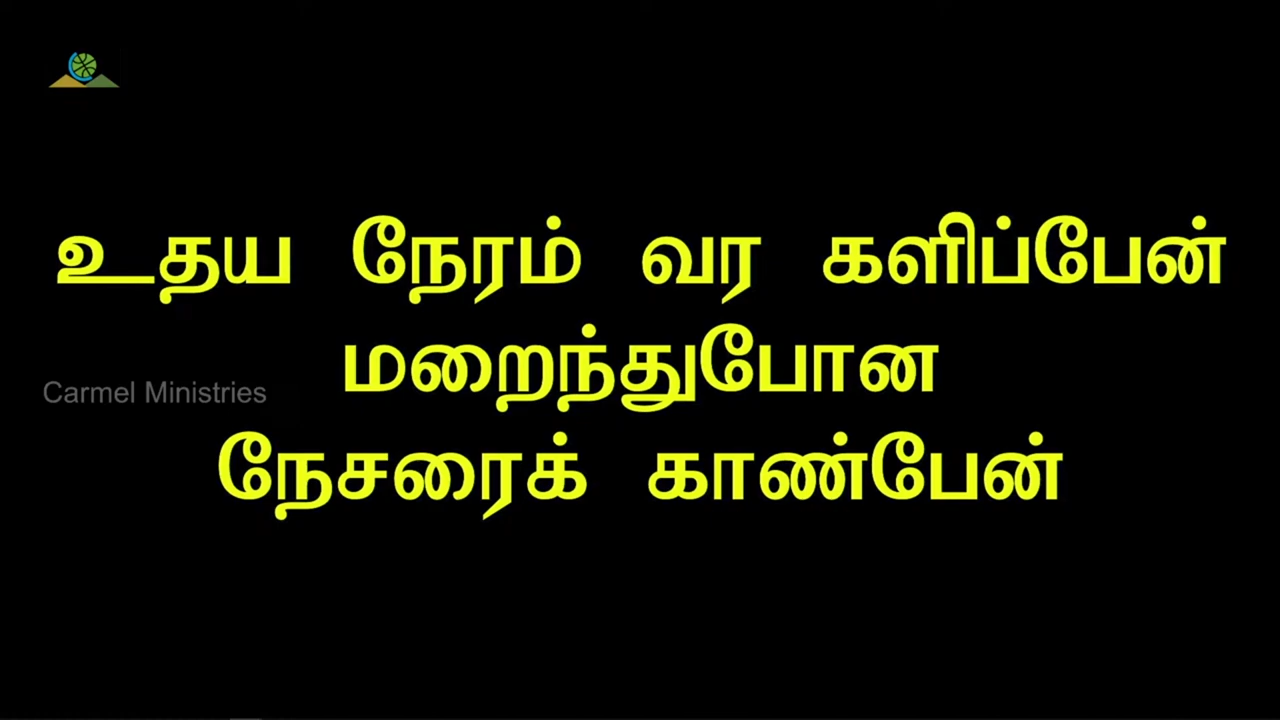 உதய நேரம் வர களிப்பேன்
மறைந்துபோன
Carmel Ministries
நேசரைக் காண்பேன்